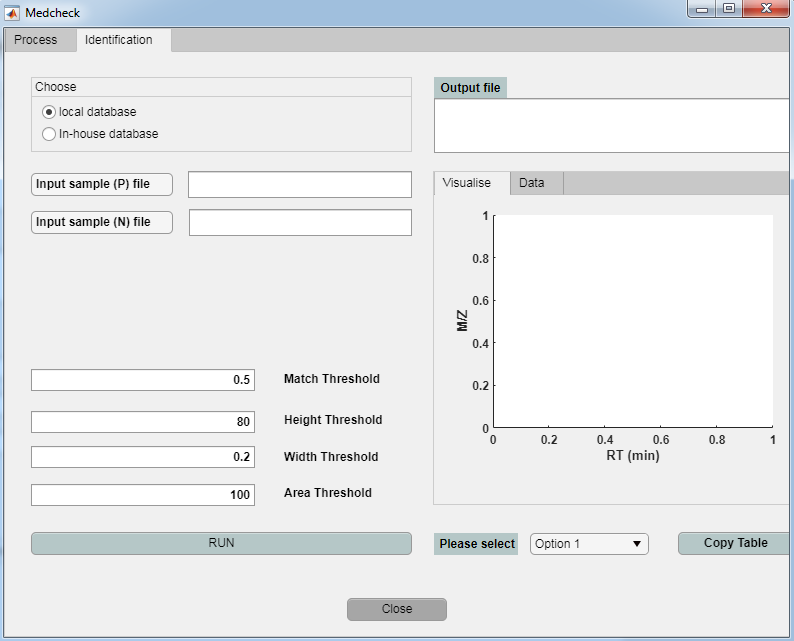 Medcheck
Process
Identification
Choose
local database
In-house database
Input sample (P) file
Input sample (N) file
0.5 Match Threshold
80 Height Threshold
0.2 Width Threshold
100 Area Threshold
RUN
Output file
Visualise
Data
1
0.8
0.6
0.4
0.2
0
M/Z
0 0.2 0.4 0.6 0.8 1
RT (min)
Please select
Option 1
Copy Table
Close